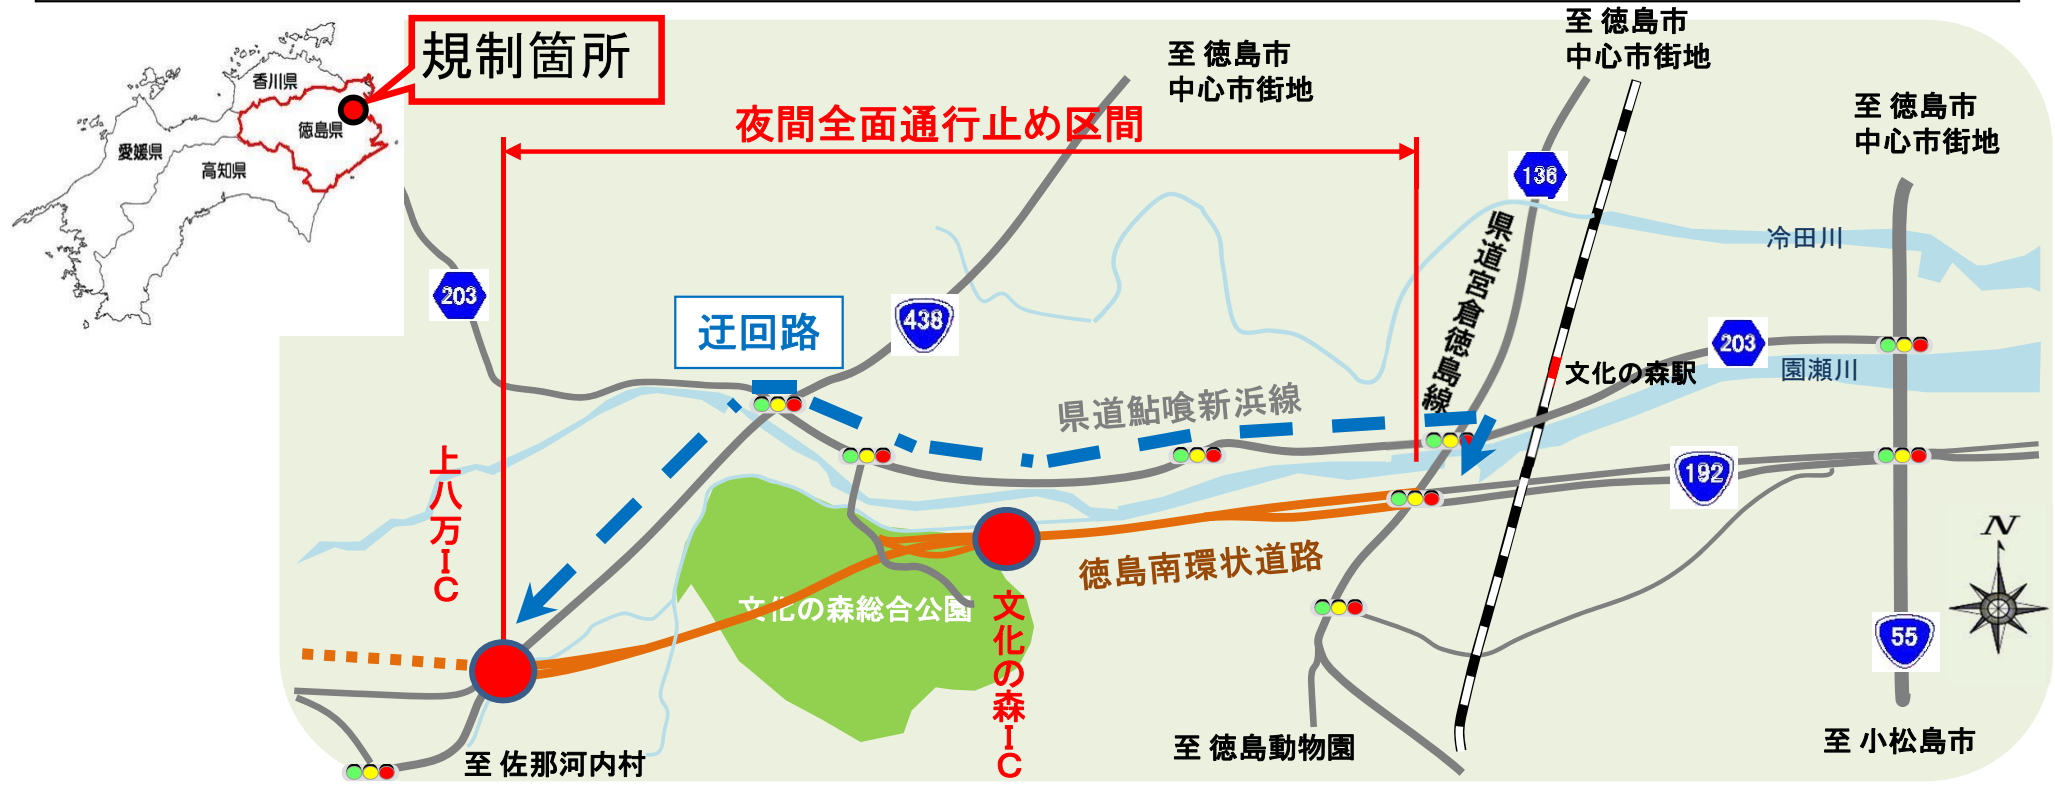 規制箇所
香川県
徳島県
愛媛県
高知県
至 徳島市
中心市街地
至 徳島市
中心市街地
至 徳島市
中心市街地
夜間全面通行止め区間
136
県道宮倉徳島線
冷田川
203
438
迂回路
203
文化の森駅
園瀬川
県道鮎喰新浜線
192
上八万IC
徳島南環状道路
文化の森総合公園
文化の森IC
N
55
至 佐那河内村
至 徳島動物園
至 小松島市